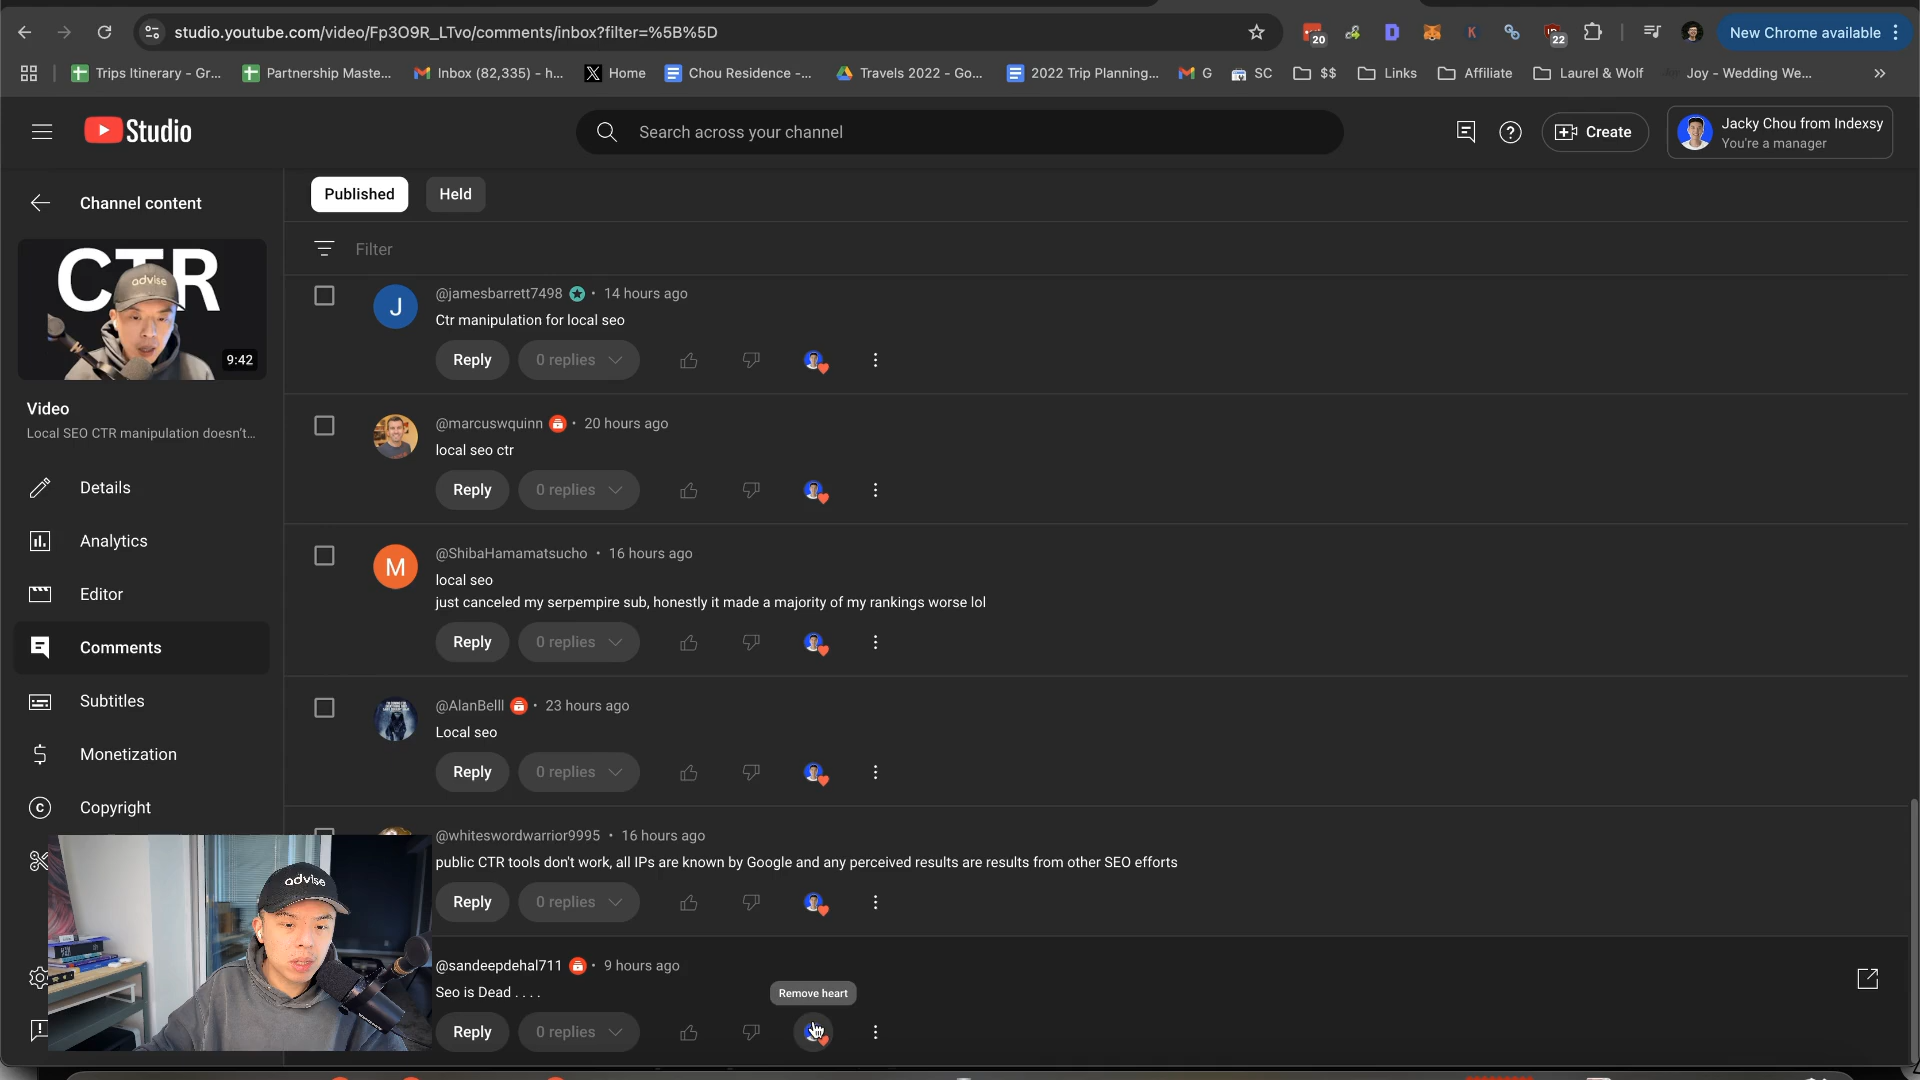 studio.youtube.com/video/Fp3O9R_LTvo/comments/inbox?filter=%5B%5D
20
22
New Chrome available
Trips Itinerary - Gr...
Partnership Maste...
Inbox (82,335) - h...
Home
Chou Residence -...
Travels 2022 - Go...
2022 Trip Planning...
G
SC
$$
Links
Affiliate
Laurel & Wolf
Joy - Wedding We...
Studio
Search across your channel
Create
Jacky Chou from Indexsy
You're a manager
Channel content
CTR
advise
9:42
Video
Local SEO CTR manipulation doesn't...
Details
Analytics
Editor
Comments
Subtitles
Monetization
Copyright
Published
Held
Filter
J
@jamesbarrett7498 • 14 hours ago
Ctr manipulation for local seo
Reply
0 replies
@marcuswquinn • 20 hours ago
local seo ctr
Reply
0 replies
M
@ShibaHamamatsucho • 16 hours ago
local seo
just canceled my serpempire sub, honestly it made a majority of my rankings worse lol
Reply
0 replies
@AlanBelll • 23 hours ago
Local seo
Reply
0 replies
@whiteswordwarrior9995 • 16 hours ago
public CTR tools don't work, all IPs are known by Google and any perceived results are results from other SEO efforts
Reply
0 replies
@sandeepdehal711 • 9 hours ago
Seo is Dead . . . .
Remove heart
Reply
0 replies
advise